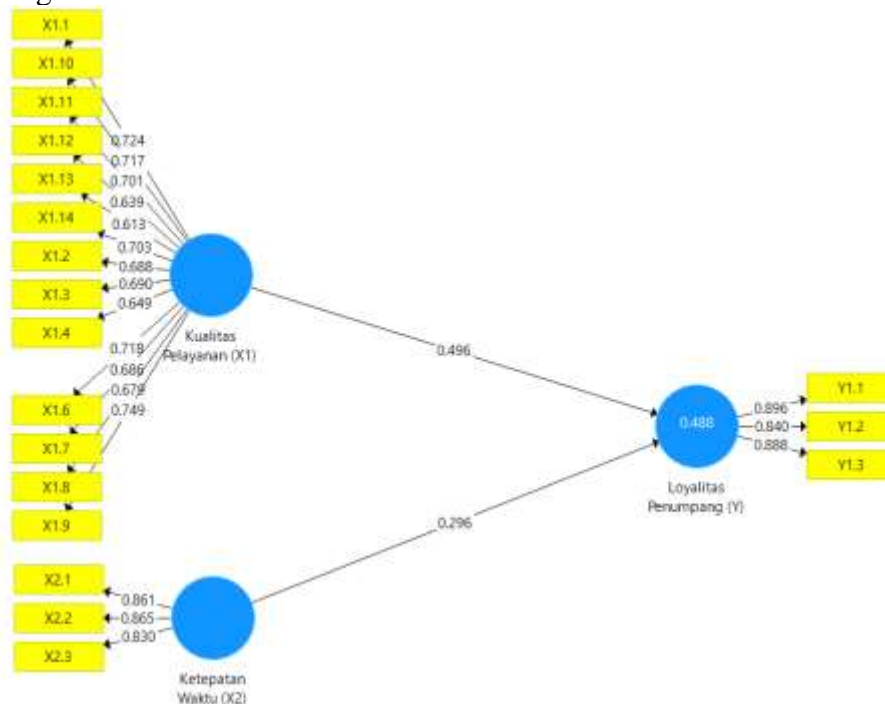 X1.1
X1.10
X1.11
X1.12
X1.13
X1.14
X1.2
X1.3
X1.4
X1.6
X1.7
X1.8
X1.9
0.724
0.717
0.701
0.639
0.613
0.703
0.688
0.690
0.649
0.718
0.686
0.679
0.749
Kualitas
Pelayanan (X1)
0.496
X2.1
X2.2
X2.3
0.861
0.865
0.830
Ketepatan
Waktu (X2)
0.296
0.488
Loyalitas
Penumpang (Y)
0.896
0.840
0.888
Y1.1
Y1.2
Y1.3